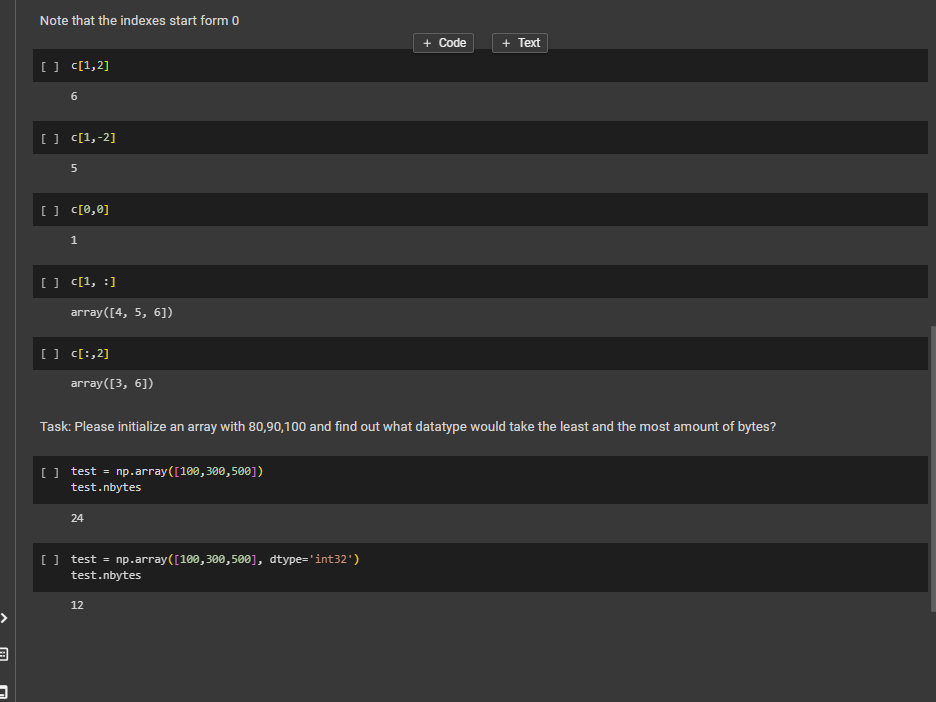 Note that the indexes start form 0
+ Code + Text
[ ] c[1,2]
6
[ ] c[1,-2]
5
[ ] c[0,0]
1
[ ] c[1, :]
array([4, 5, 6])
[ ] c[:,2]
array([3, 6])
Task: Please initialize an array with 80,90,100 and find out what datatype would take the least and the most amount of bytes?
[ ] test = np.array([100,300,500])
test.nbytes
24
[ ] test = np.array([100,300,500], dtype='int32')
test.nbytes
12